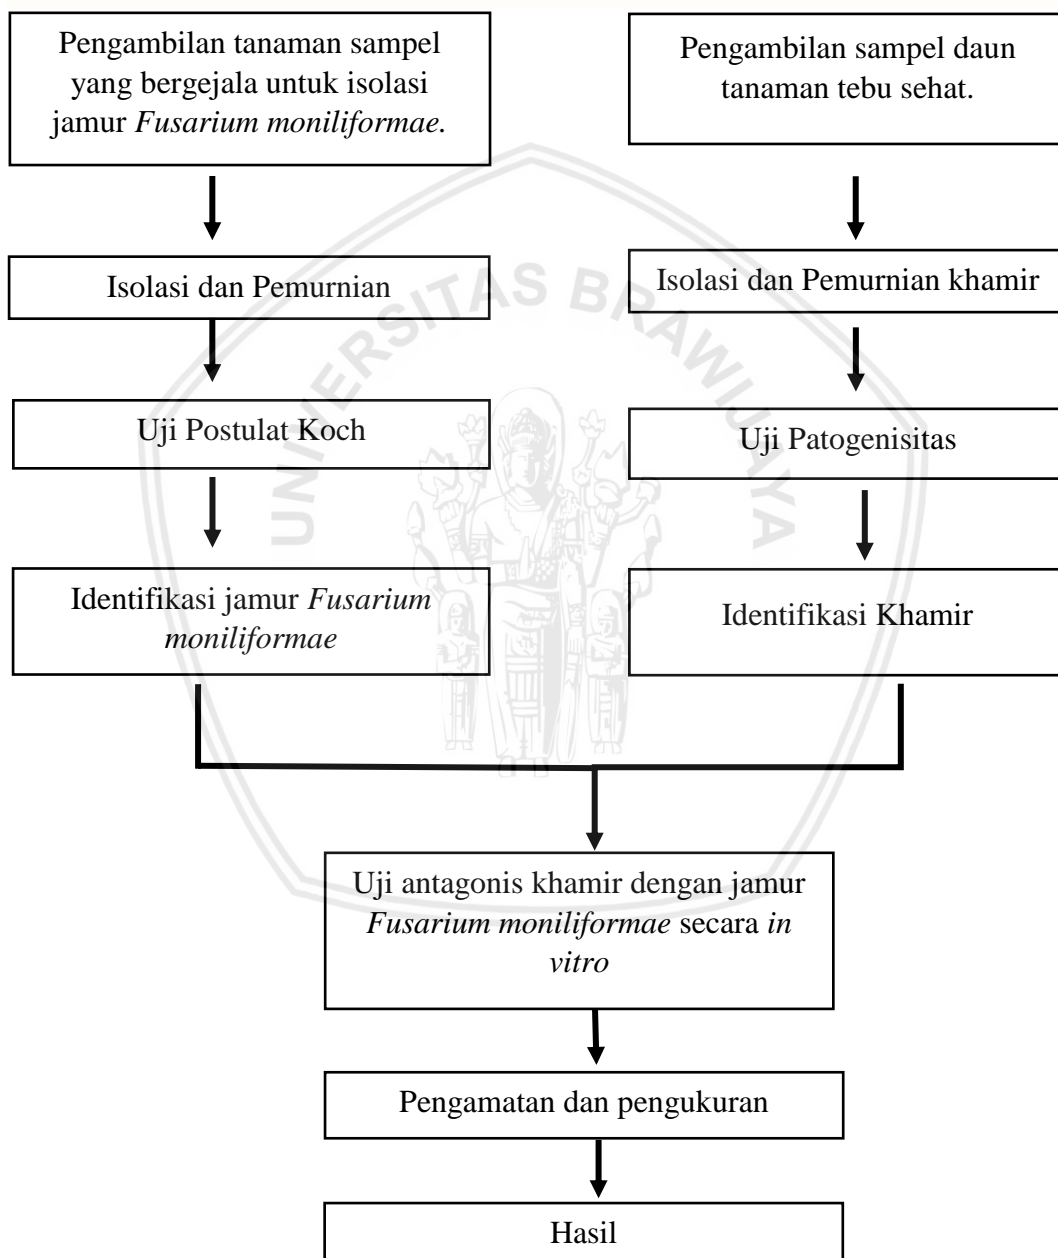 Pengambilan tanaman sampel
yang bergejala untuk isolasi
jamur Fusarium moniliformae.
Pengambilan sampel daun
tanaman tebu sehat.
Isolasi dan Pemurnian
Isolasi dan Pemurnian khamir
Uji Postulat Koch
Uji Patogenisitas
Identifikasi jamur Fusarium
moniliformae
Identifikasi Khamir
Uji antagonis khamir dengan jamur
Fusarium moniliformae secara in
vitro
Pengamatan dan pengukuran
Hasil
UNIVERSITAS BRAWIJAYA